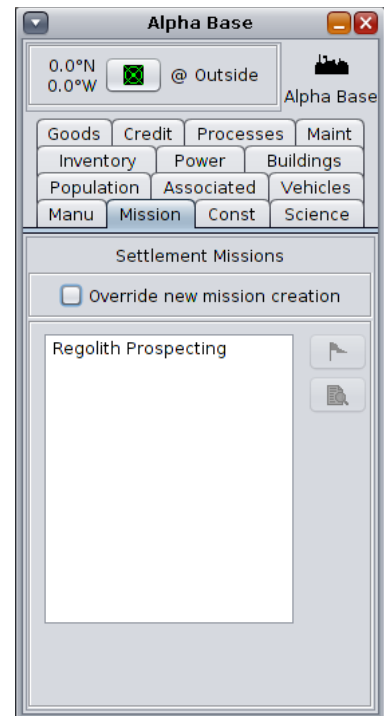 Alpha Base
0.0°N
0.0°W
@ Outside
Alpha Base
Goods Credit Processes Maint
Inventory Power Buildings
Population Associated Vehicles
Manu Mission Const Science
Settlement Missions
Override new mission creation
Regolith Prospecting